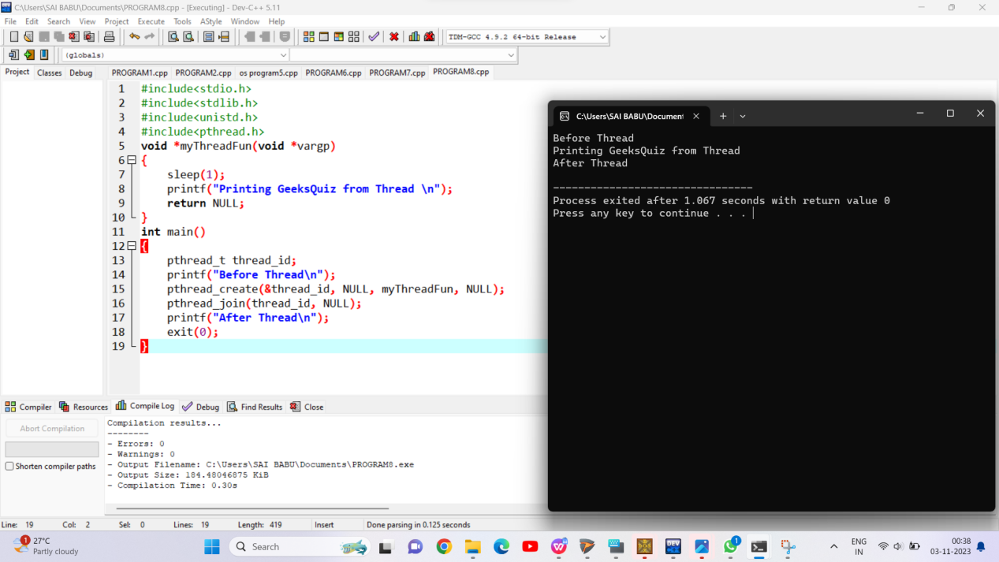 C:\Users\SAI BABU\Documents\PROGRAM8.cpp - [Executing] - Dev-C++ 5.11
File Edit Search View Project Execute Tools AStyle Window Help
TDM-GCC 4.9.2 64-bit Release
(globals)
Project Classes Debug
PROGRAM1.cpp PROGRAM2.cpp os program5.cpp PROGRAM6.cpp PROGRAM7.cpp PROGRAM8.cpp
1 #include<stdio.h>
2 #include<stdlib.h>
3 #include<unistd.h>
4 #include<pthread.h>
5 void *myThreadFun(void *vargp)
6 {
7 sleep(1);
8 printf("Printing GeeksQuiz from Thread \n");
9 return NULL;
10 }
11 int main()
12 {
13 pthread_t thread_id;
14 printf("Before Thread\n");
15 pthread_create(&thread_id, NULL, myThreadFun, NULL);
16 pthread_join(thread_id, NULL);
17 printf("After Thread\n");
18 exit(0);
19 }
C:\Users\SAI BABU\Document
Before Thread
Printing GeeksQuiz from Thread
After Thread
--------------------------------
Process exited after 1.067 seconds with return value 0
Press any key to continue . . .
Compiler Resources Compile Log Debug Find Results Close
Abort Compilation
Shorten compiler paths
Compilation results...
--------
- Errors: 0
- Warnings: 0
- Output Filename: C:\Users\SAI BABU\Documents\PROGRAM8.exe
- Output Size: 184.48046875 KiB
- Compilation Time: 0.30s
Line: 19 Col: 2 Sel: 0 Lines: 19 Length: 419 Insert Done parsing in 0.125 seconds
1
27°C
Partly cloudy
Search
DEV
1
ENG
IN
00:38
03-11-2023